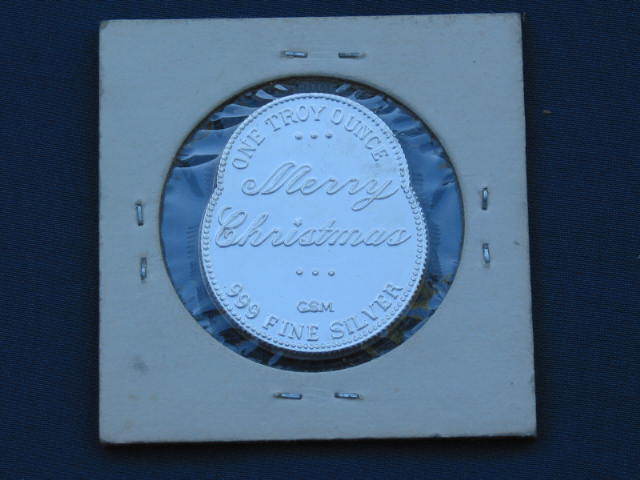 ONE TROY OUNCE
Merry
Christmas
G.S.M.
.999 FINE SILVER